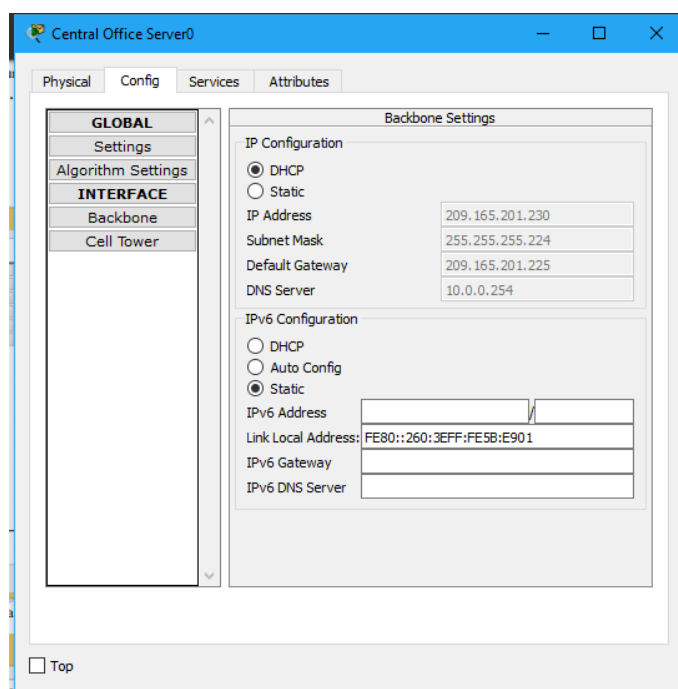 Central Office Server0
Physical Config Services Attributes
GLOBAL
Settings
Algorithm Settings
INTERFACE
Backbone
Cell Tower
Backbone Settings
IP Configuration
DHCP
Static
IP Address 209.165.201.230
Subnet Mask 255.255.255.224
Default Gateway 209.165.201.225
DNS Server 10.0.0.254
IPv6 Configuration
DHCP
Auto Config
Static
IPv6 Address /
Link Local Address: FE80::260:3EFF:FE5B:E901
IPv6 Gateway
IPv6 DNS Server
Top